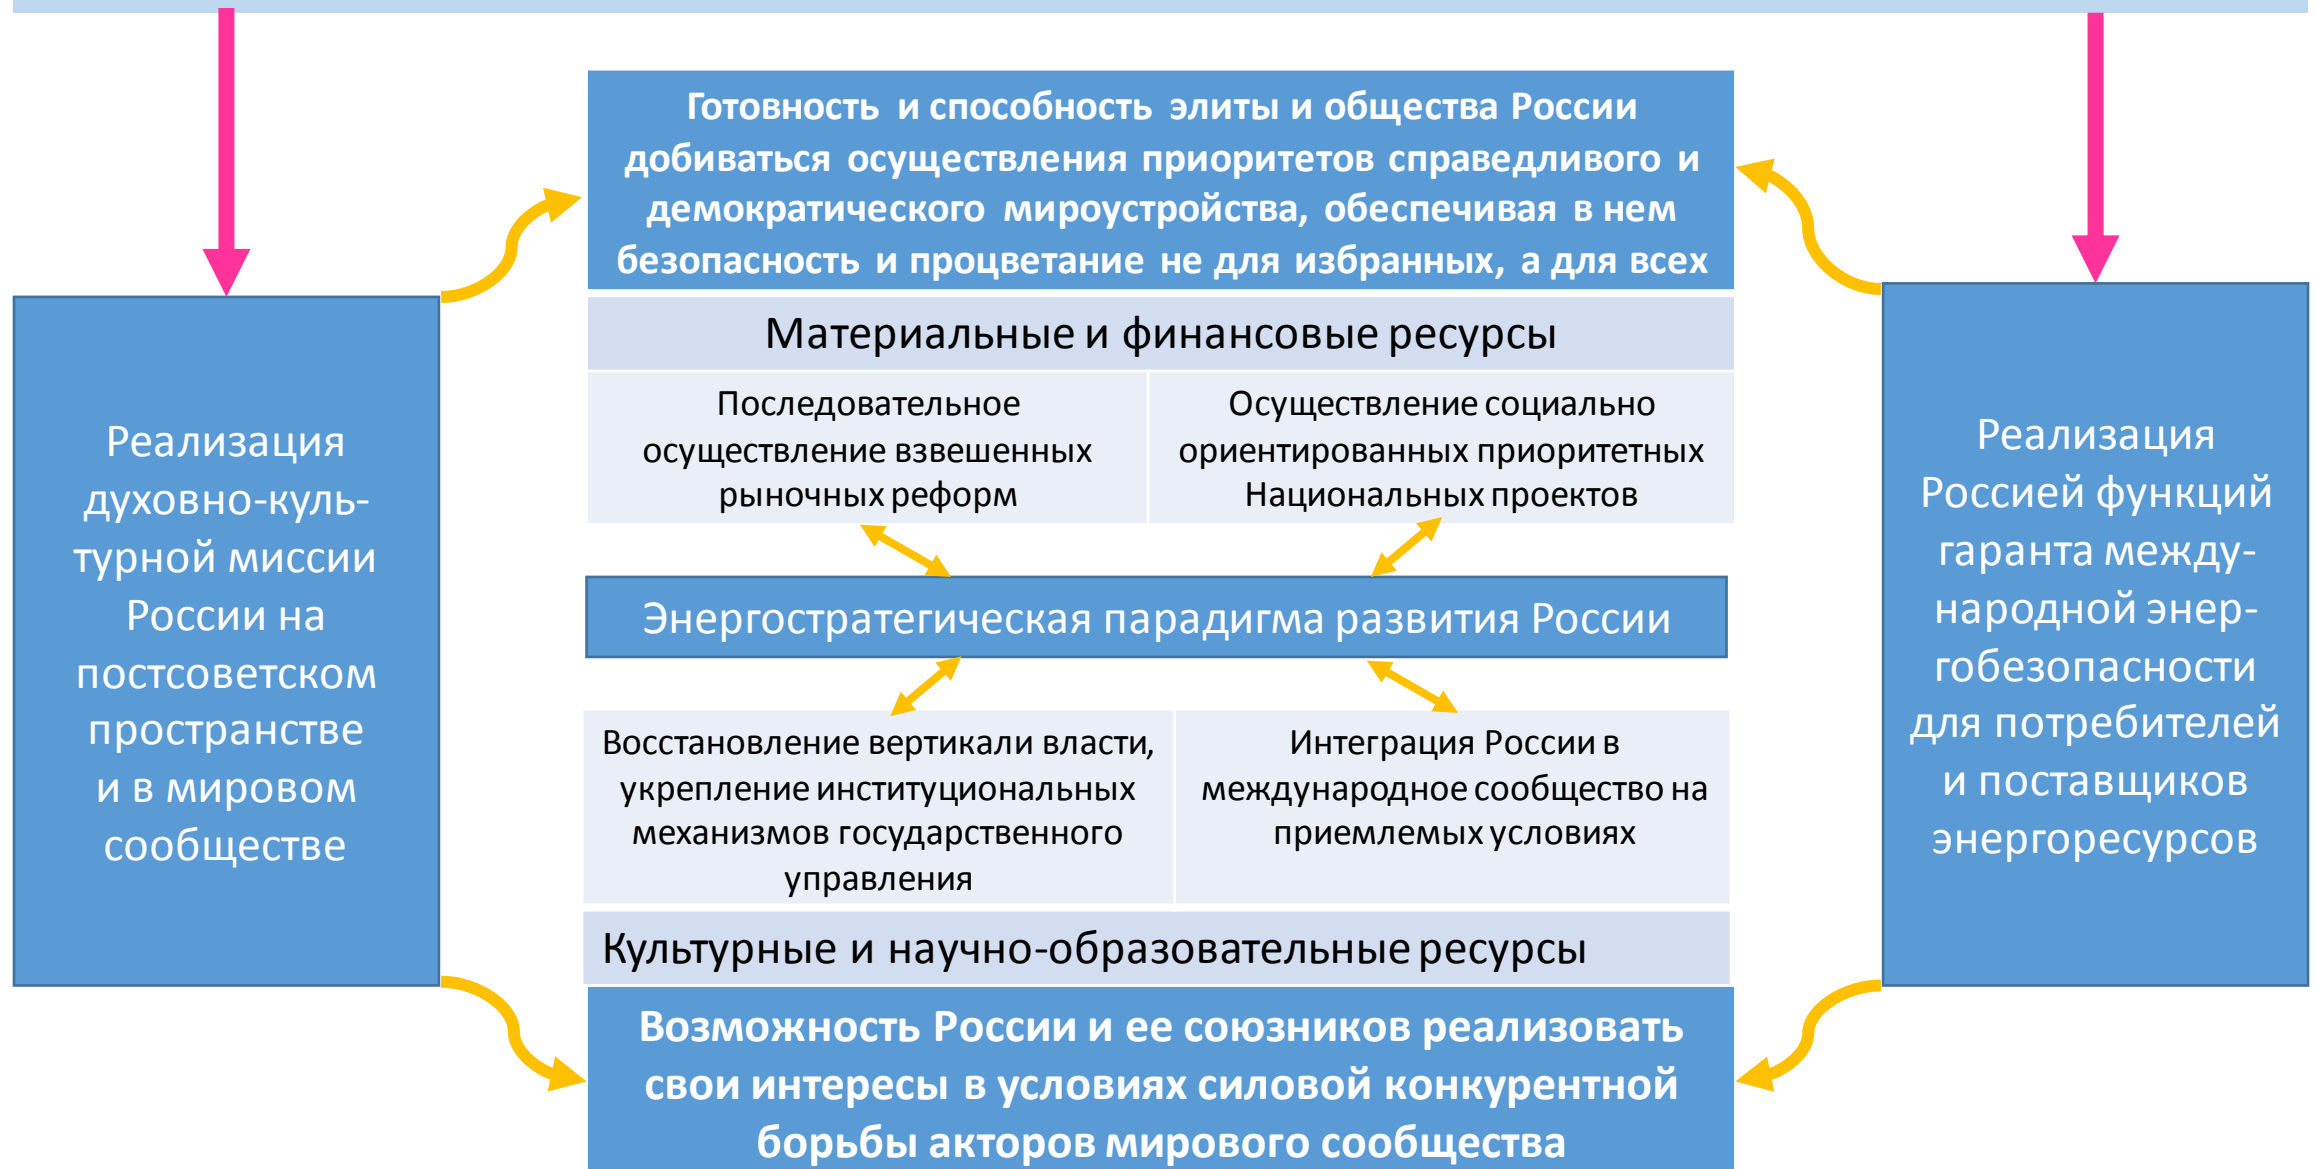 Готовность и способность элиты и общества России
добиваться осуществления приоритетов справедливого и
демократического мироустройства, обеспечивая в нем
безопасность и процветание не для избранных, а для всех
Материальные и финансовые ресурсы
Последовательное
осуществление взвешенных
рыночных реформ
Осуществление социально
ориентированных приоритетных
Национальных проектов
Реализация
духовно-куль-
турной миссии
России на
постсоветском
пространстве
и в мировом
сообществе
Энергостратегическая парадигма развития России
Реализация
Россией функций
гаранта между-
народной энер-
гобезопасности
для потребителей
и поставщиков
энергоресурсов
Восстановление вертикали власти,
укрепление институциональных
механизмов государственного
управления
Интеграция России в
международное сообщество на
приемлемых условиях
Культурные и научно-образовательные ресурсы
Возможность России и ее союзников реализовать
свои интересы в условиях силовой конкурентной
борьбы акторов мирового сообщества